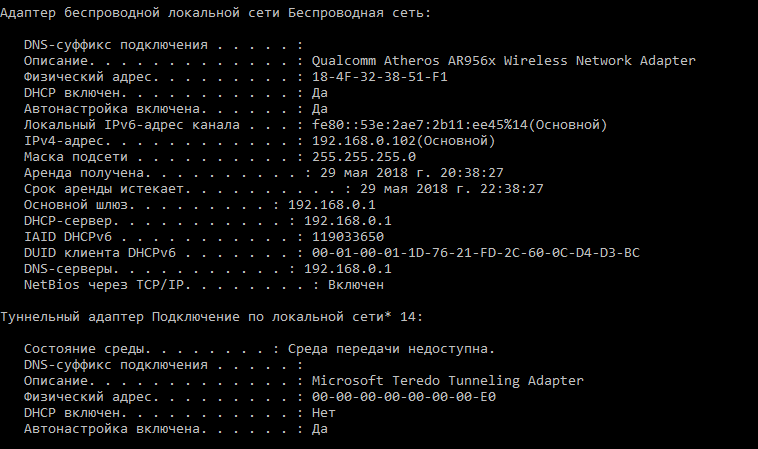 Адаптер беспроводной локальной сети Беспроводная сеть:
DNS-суффикс подключения . . . . . :
Описание. . . . . . . . . . . . . : Qualcomm Atheros AR956x Wireless Network Adapter
Физический адрес. . . . . . . . . : 18-4F-32-38-51-F1
DHCP включен. . . . . . . . . . . : Да
Автонастройка включена. . . . . . : Да
Локальный IPv6-адрес канала . . . : fe80::53e:2ae7:2b11:ee45%14(Основной)
IPv4-адрес. . . . . . . . . . . . : 192.168.0.102(Основной)
Маска подсети . . . . . . . . . . : 255.255.255.0
Аренда получена. . . . . . . . . . : 29 мая 2018 г. 20:38:27
Срок аренды истекает. . . . . . . . . . : 29 мая 2018 г. 22:38:27
Основной шлюз. . . . . . . . . : 192.168.0.1
DHCP-сервер. . . . . . . . . . . : 192.168.0.1
IAID DHCPv6 . . . . . . . . . . . : 119033650
DUID клиента DHCPv6 . . . . . . . : 00-01-00-01-1D-76-21-FD-2C-60-0C-D4-D3-BC
DNS-серверы. . . . . . . . . . . : 192.168.0.1
NetBios через TCP/IP. . . . . . . . : Включен
Туннельный адаптер Подключение по локальной сети* 14:
Состояние среды. . . . . . . . : Среда передачи недоступна.
DNS-суффикс подключения . . . . . :
Описание. . . . . . . . . . . . . : Microsoft Teredo Tunneling Adapter
Физический адрес. . . . . . . . . : 00-00-00-00-00-00-00-E0
DHCP включен. . . . . . . . . . . : Нет
Автонастройка включена. . . . . . : Да